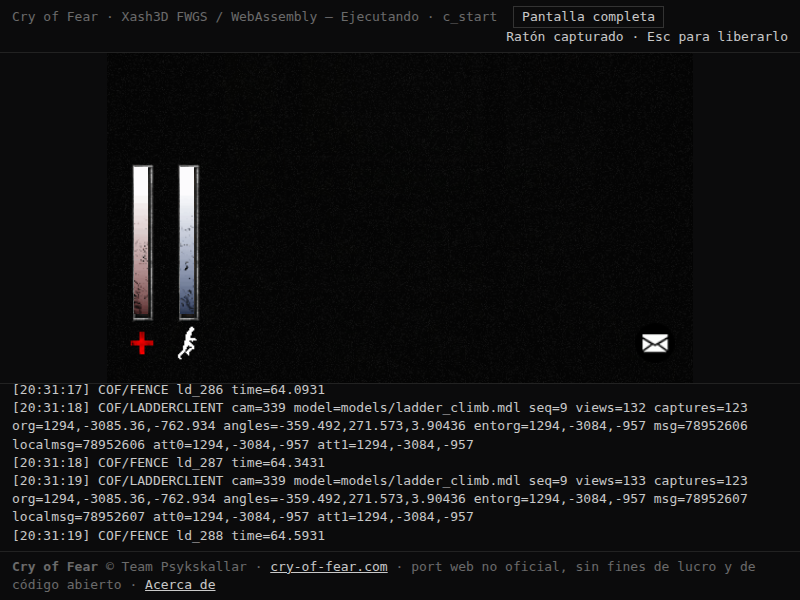 Cry of Fear · Xash3D FWGS / WebAssembly — Ejecutando · c_start
Pantalla completa
Ratón capturado · Esc para liberarlo
[20:31:17] COF/FENCE ld_286 time=64.0931
[20:31:18] COF/LADDERCLIENT cam=339 model=models/ladder_climb.mdl seq=9 views=132 captures=123
org=1294,-3085.36,-762.934 angles=-359.492,271.573,3.90436 entorg=1294,-3084,-957 msg=78952606
localmsg=78952606 att0=1294,-3084,-957 att1=1294,-3084,-957
[20:31:18] COF/FENCE ld_287 time=64.3431
[20:31:19] COF/LADDERCLIENT cam=339 model=models/ladder_climb.mdl seq=9 views=133 captures=123
org=1294,-3085.36,-762.934 angles=-359.492,271.573,3.90436 entorg=1294,-3084,-957 msg=78952607
localmsg=78952607 att0=1294,-3084,-957 att1=1294,-3084,-957
[20:31:19] COF/FENCE ld_288 time=64.5931
Cry of Fear © Team Psykskallar · cry-of-fear.com · port web no oficial, sin fines de lucro y de
código abierto · Acerca de